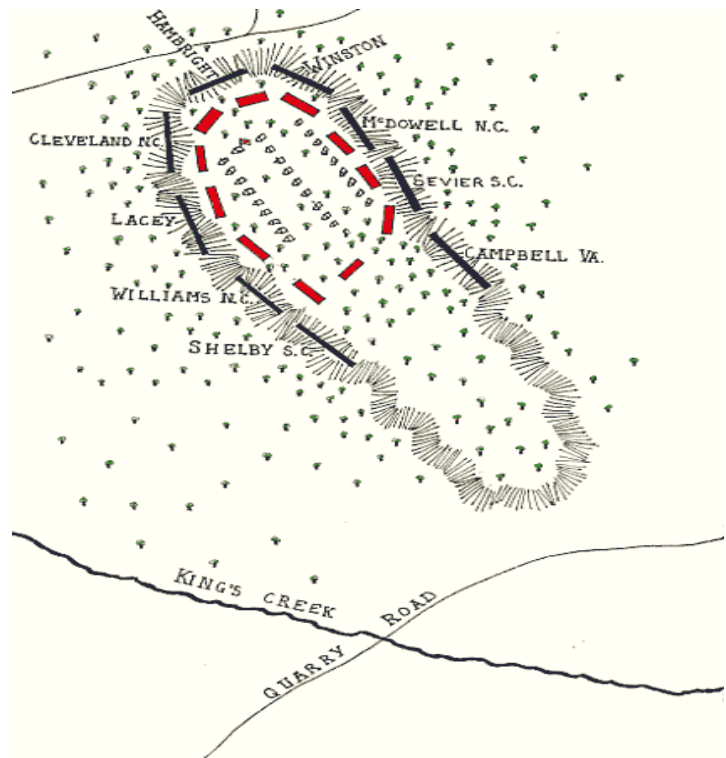 HAMBRIGHT
WINSTON
McDOWELL N.C.
CLEVELAND N.C.
SEVIER S.C.
LACEY
CAMPBELL VA.
WILLIAMS N.C.
SHELBY S.C.
KING'S CREEK
QUARRY ROAD